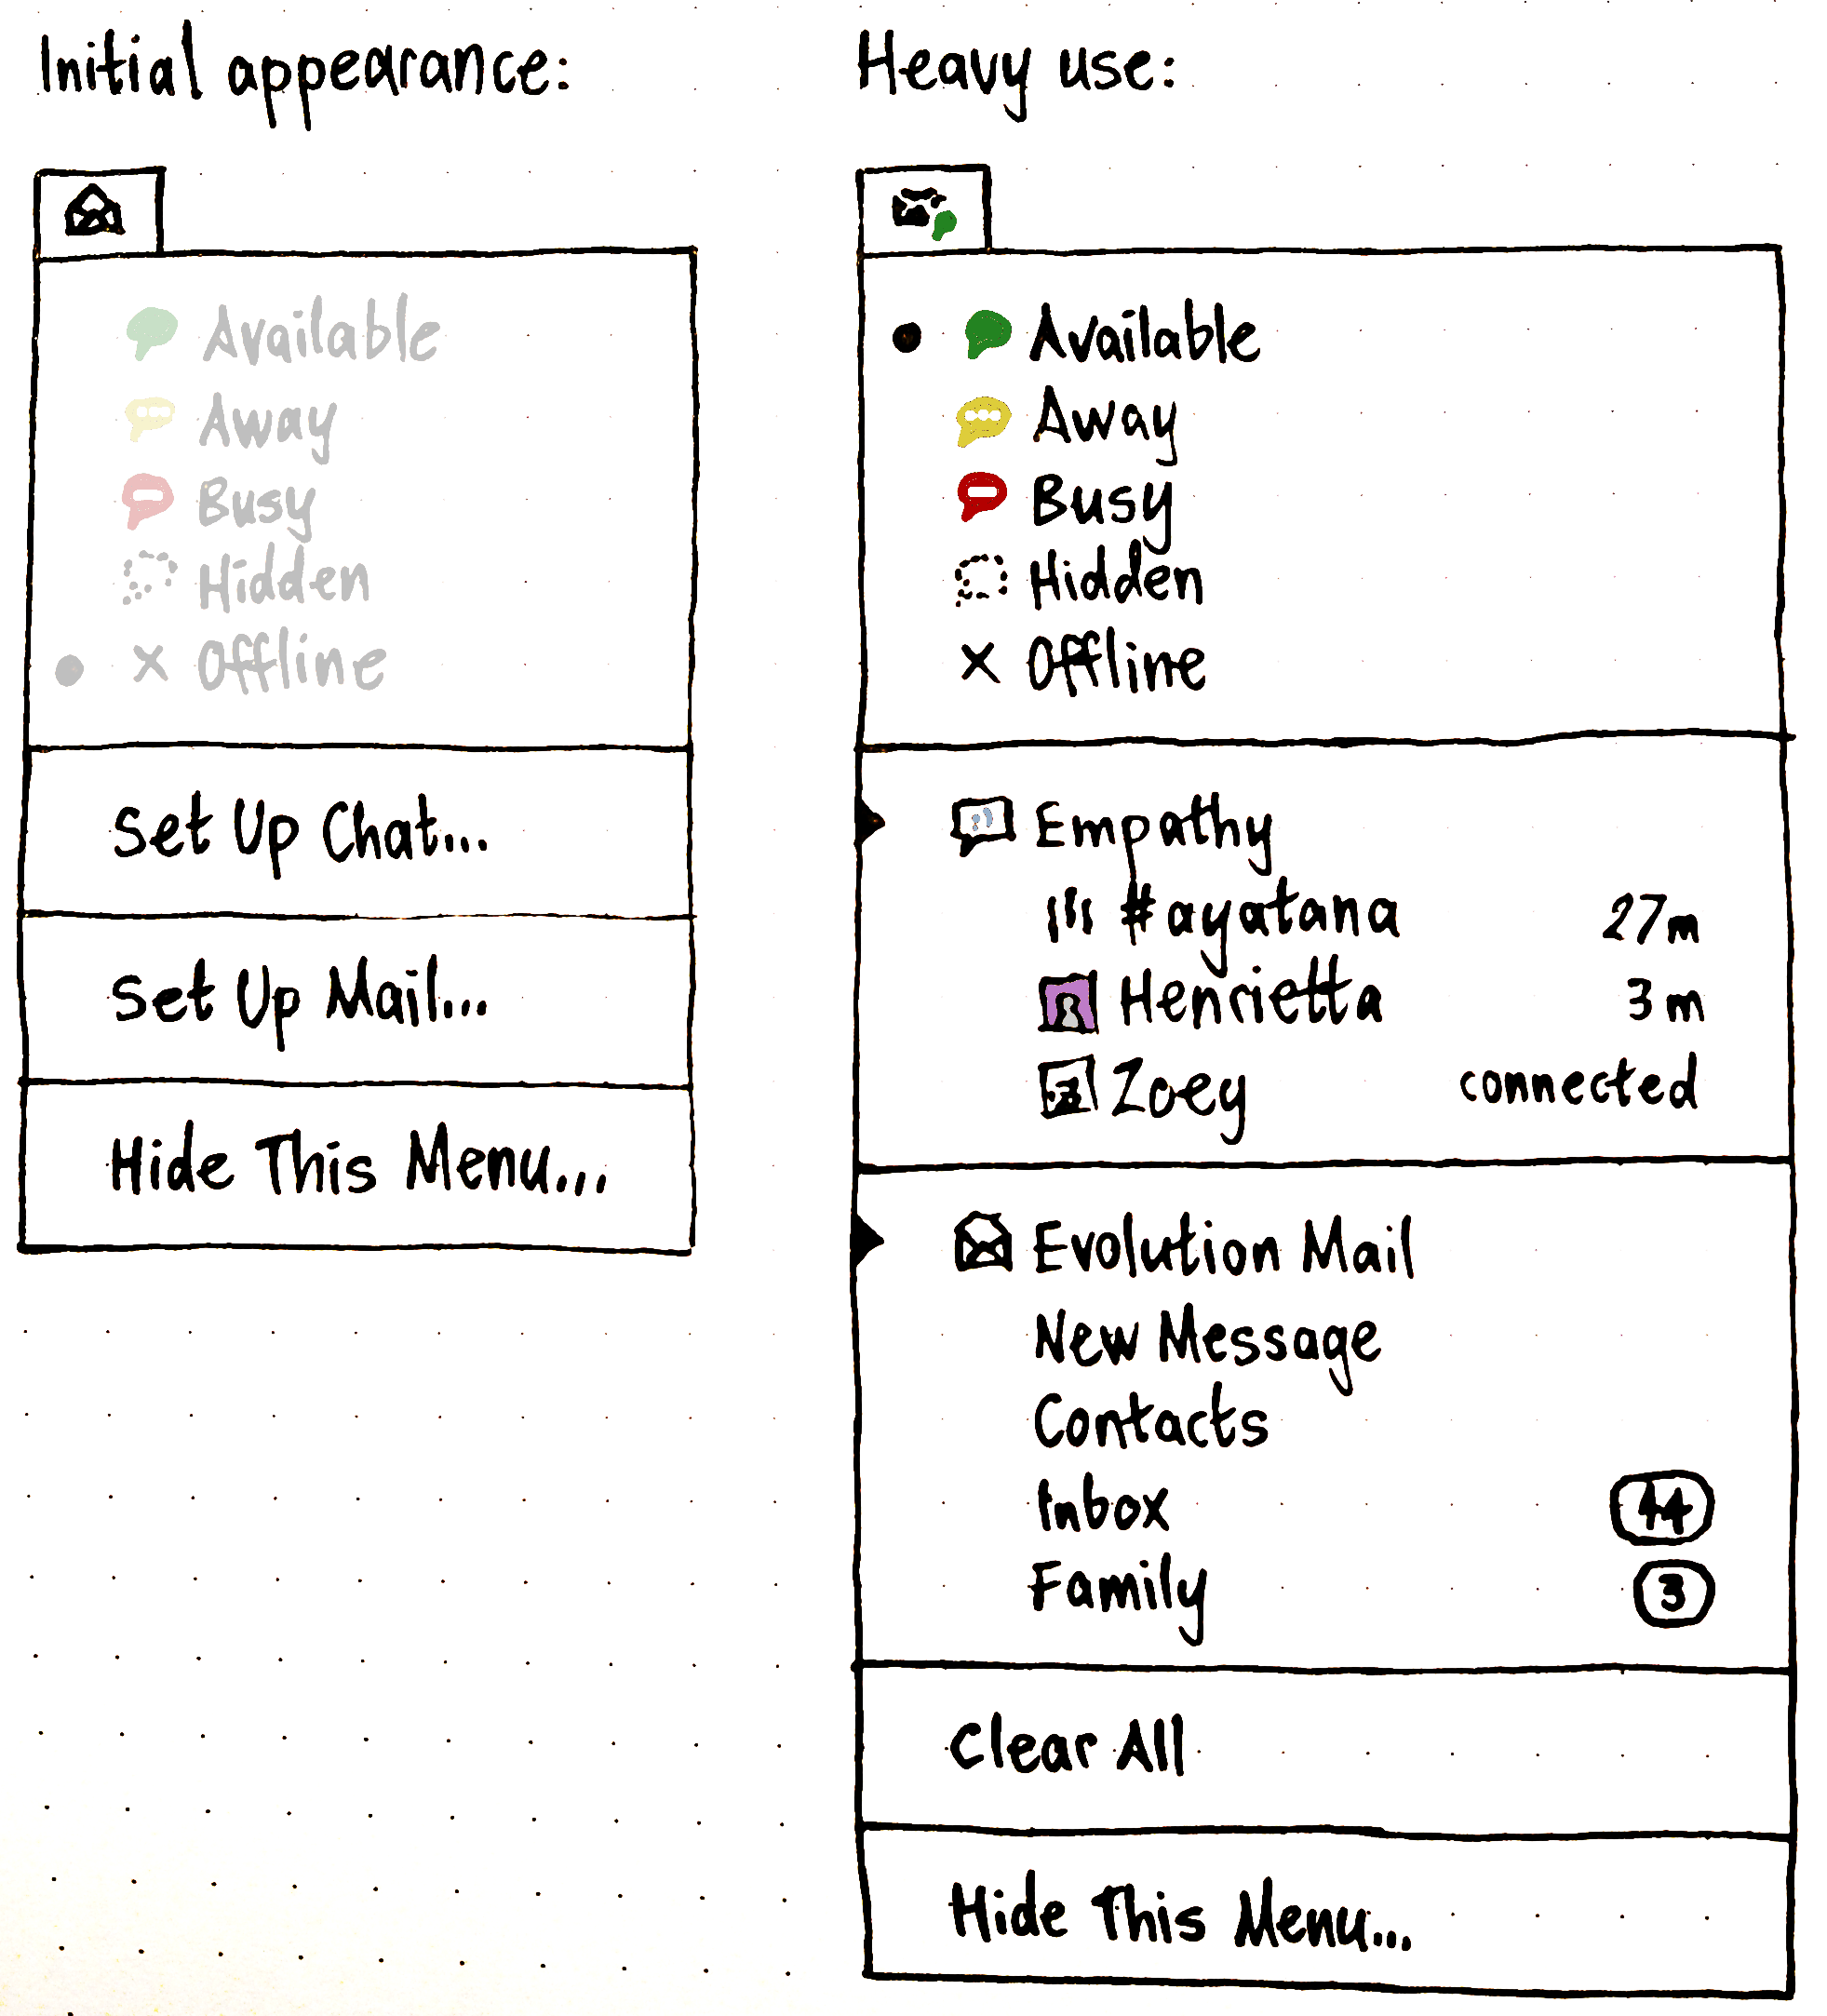 Initial appearance:
Available
Away
Busy
Hidden
Offline
Set Up Chat...
Set Up Mail...
Hide This Menu...
Heavy use:
Available
Away
Busy
Hidden
Offline
Empathy
#ayatana 27m
Henrietta 3m
Zoey connected
Evolution Mail
New Message
Contacts
Inbox 44
Family 3
Clear All
Hide This Menu...